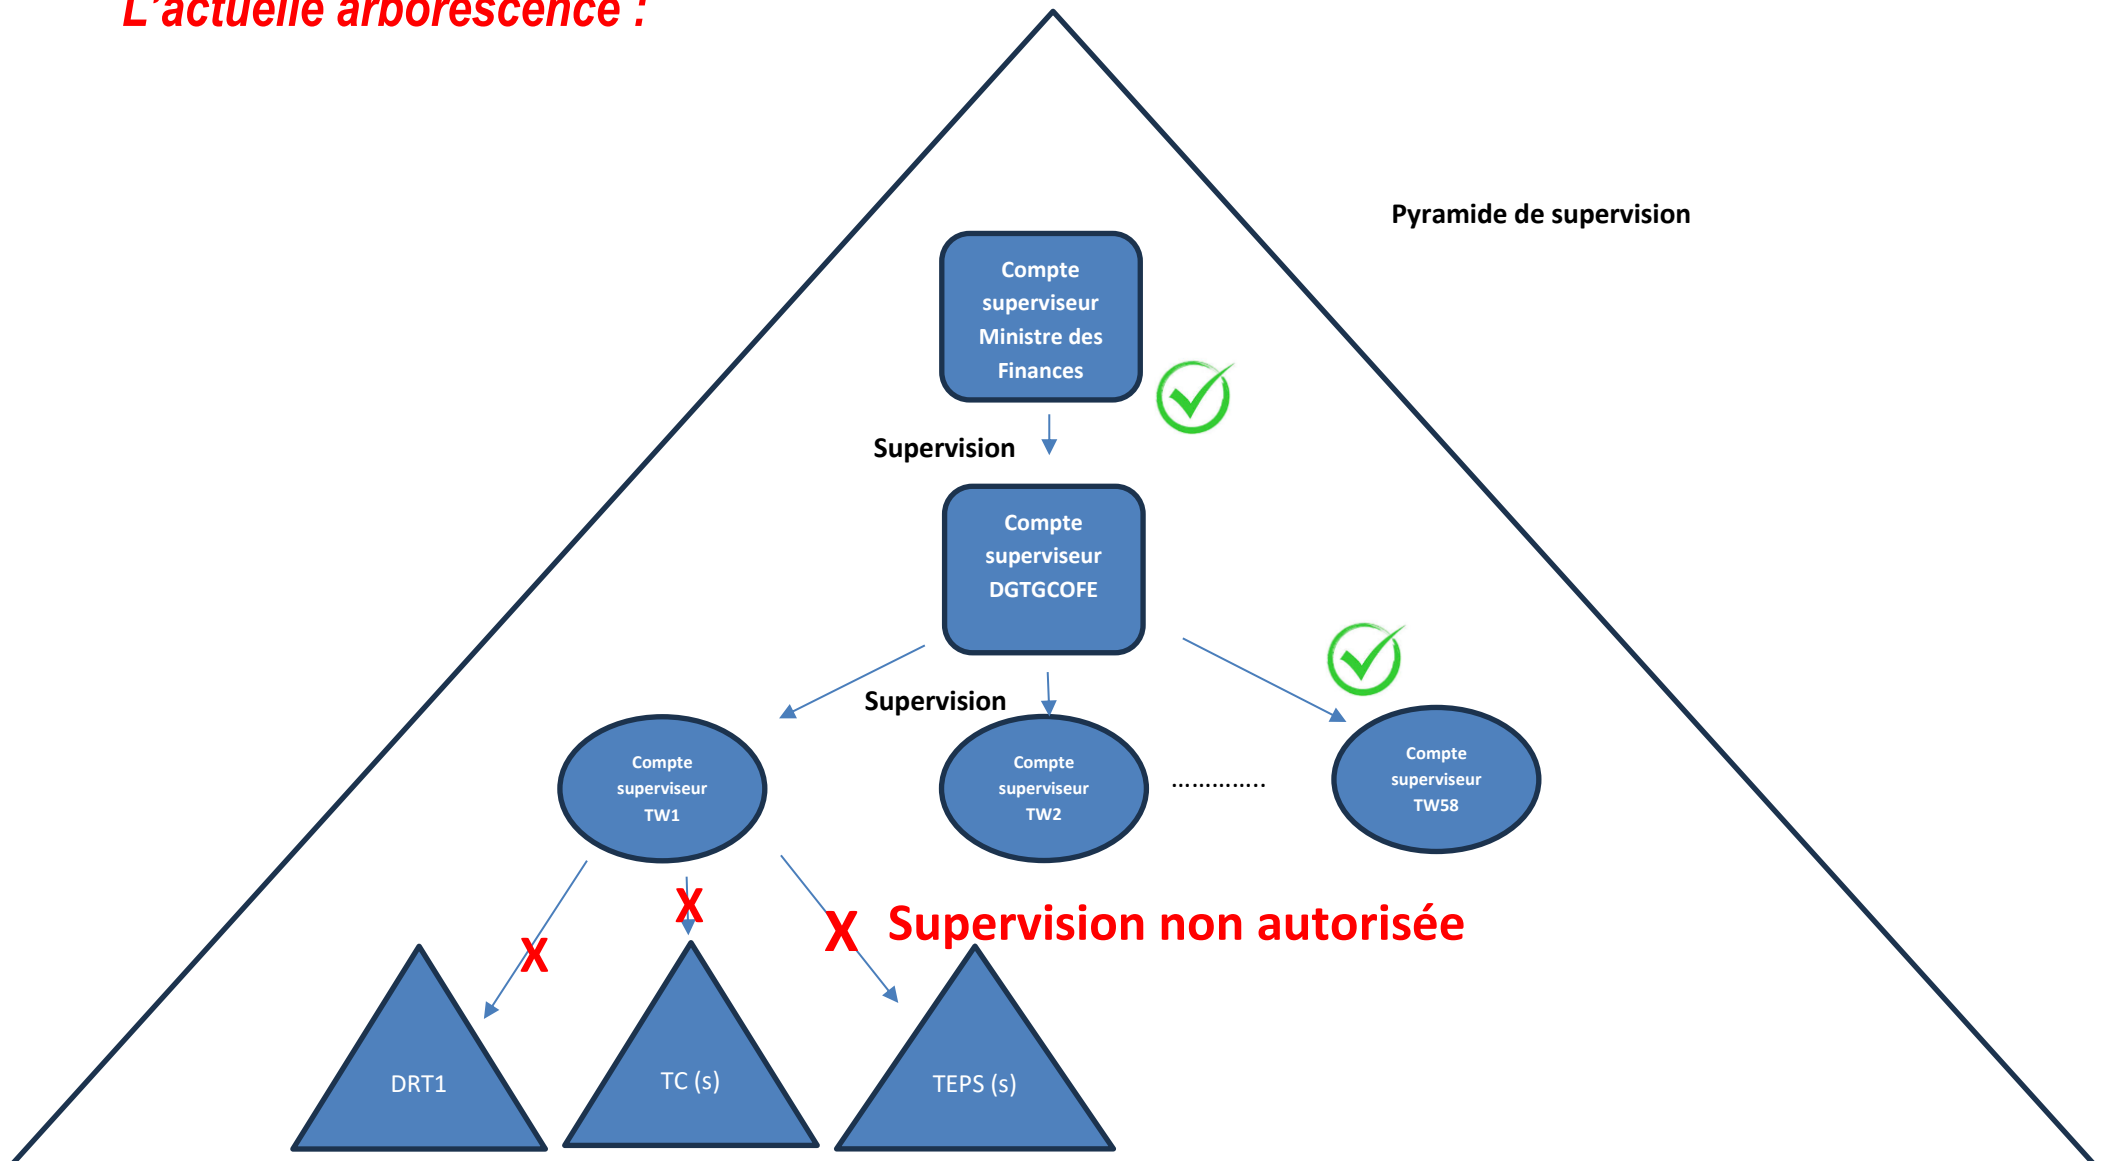 L'actuelle arborescence :
Pyramide de supervision
Compte
superviseur
Ministre des
Finances
Supervision
Compte
superviseur
DGTGCOFE
Supervision
Compte
superviseur
TW1
Compte
superviseur
TW2
…………..
Compte
superviseur
TW58
X
X
X
Supervision non autorisée
DRT1
TC (s)
TEPS (s)